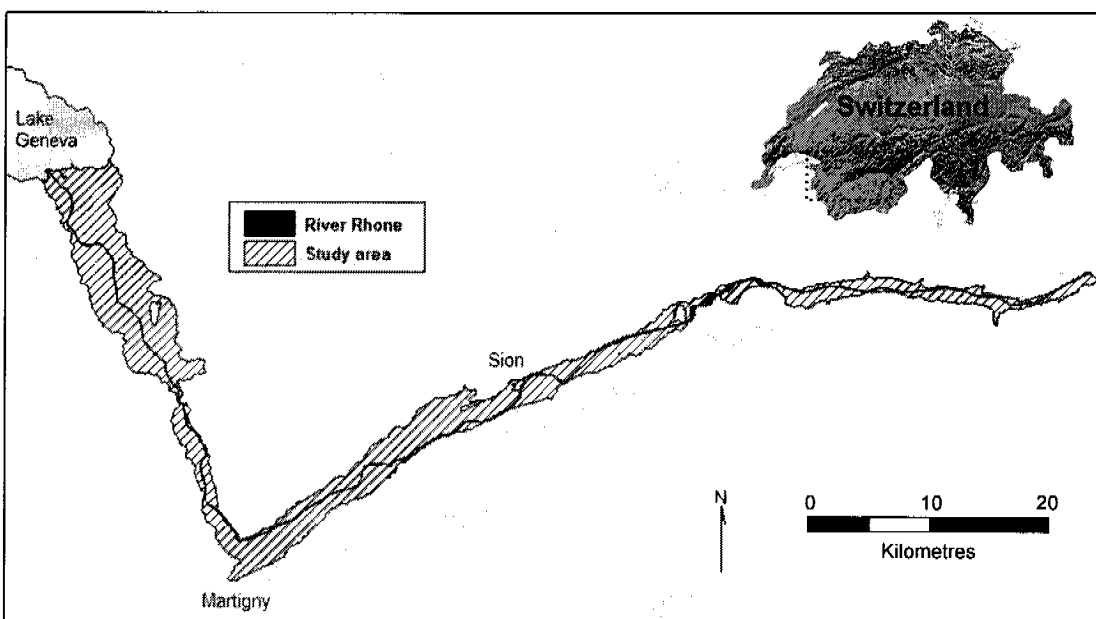 Lake
Geneva
Switzerland
River Rhone
Study area
Sion
Martigny
N
0 10 20
Kilometres